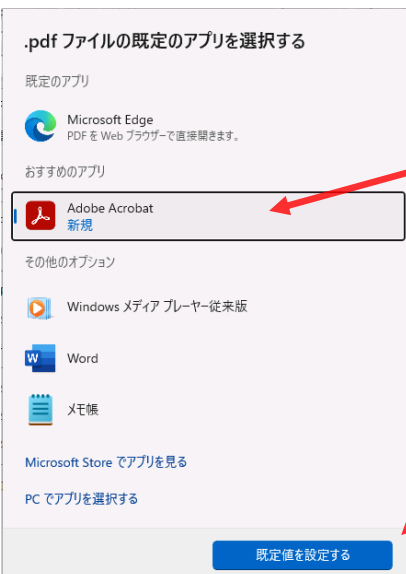 .pdf ファイルの既定のアプリを選択する
既定のアプリ
Microsoft Edge
PDF を Web ブラウザーで直接開きます。
おすすめのアプリ
Adobe Acrobat
新規
その他のオプション
Windows メディア プレーヤー従来版
Word
メモ帳
Microsoft Store でアプリを見る
PC でアプリを選択する
既定値を設定する